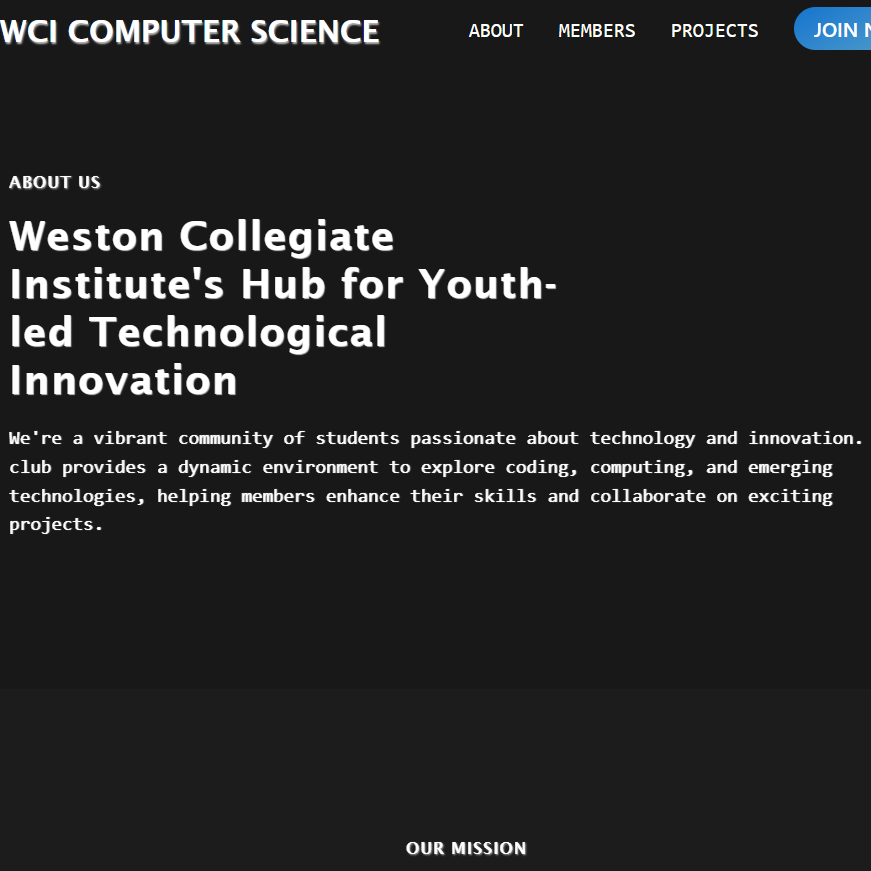 WCI COMPUTER SCIENCE ABOUT MEMBERS PROJECTS JOIN
ABOUT US
Weston Collegiate
Institute's Hub for Youth-
led Technological
Innovation
We're a vibrant community of students passionate about technology and innovation.
club provides a dynamic environment to explore coding, computing, and emerging
technologies, helping members enhance their skills and collaborate on exciting
projects.
OUR MISSION